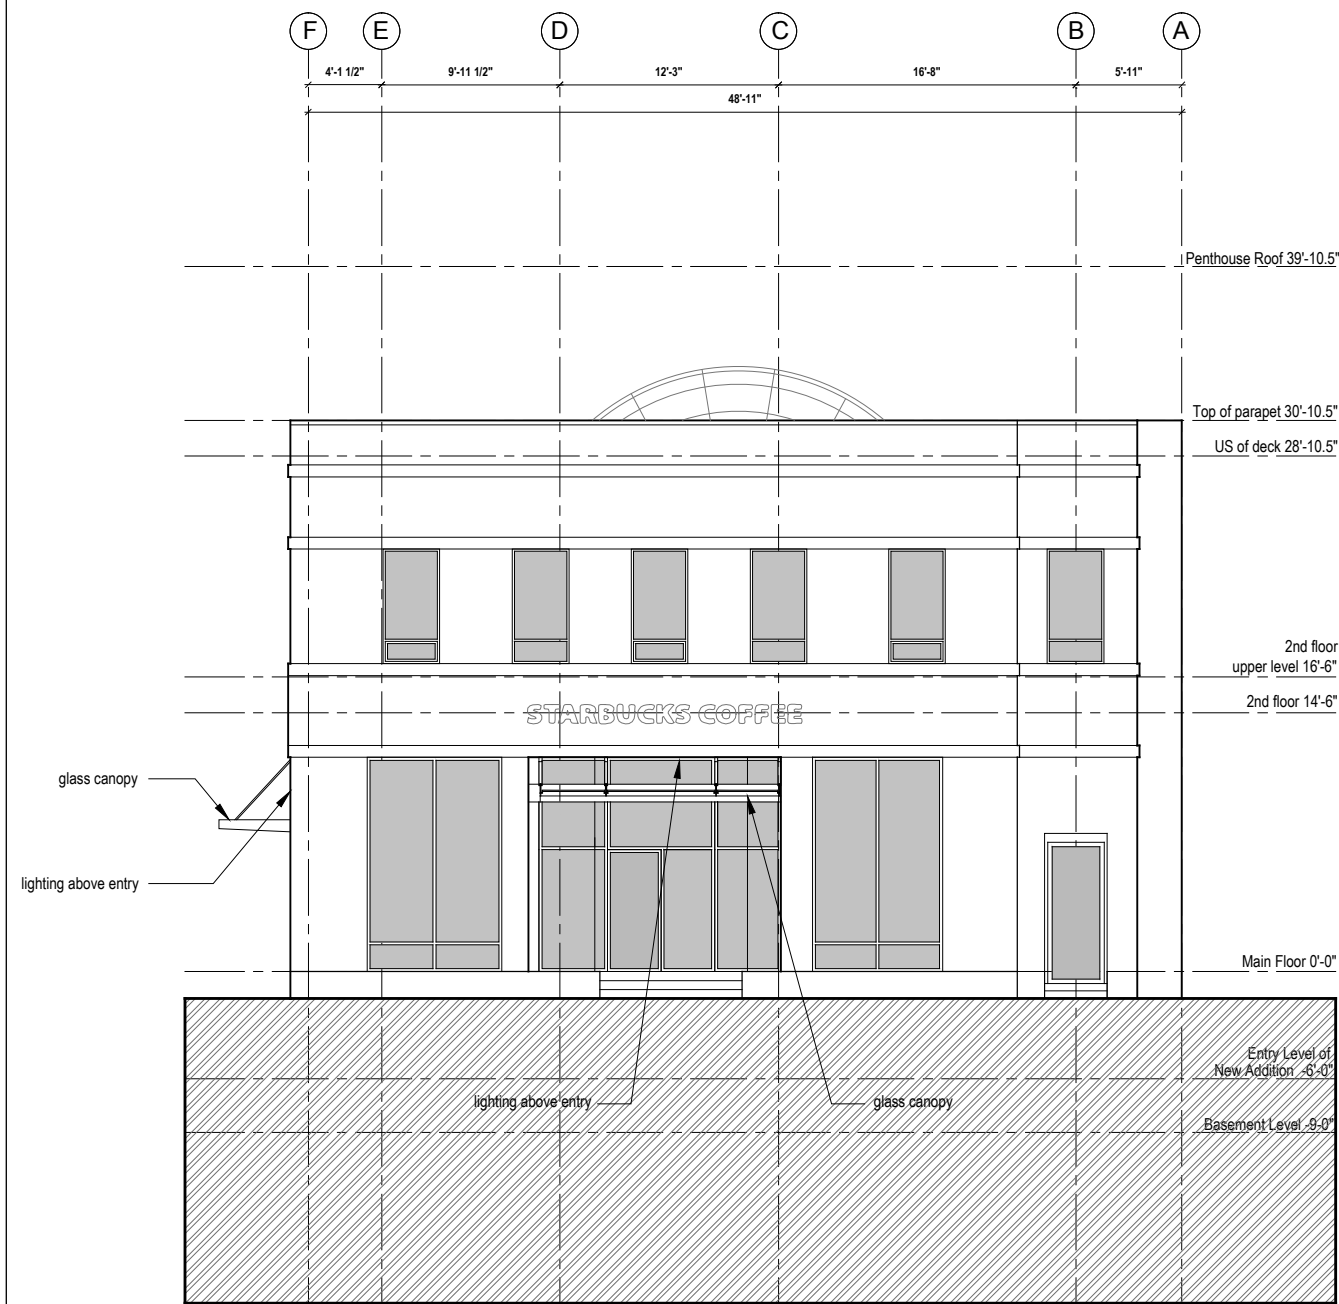 F E D C B A
4'-1 1/2" 9'-11 1/2" 12'-3" 16'-8" 5'-11"
48'-11"
Penthouse Roof 39'-10.5"
Top of parapet 30'-10.5"
US of deck 28'-10.5"
2nd floor
upper level 16'-6"
2nd floor 14'-6"
STARBUCKS COFFEE
glass canopy
lighting above entry
Main Floor 0'-0"
Entry Level of
New Addition -6'-0"
lighting above entry
glass canopy
Basement Level -9-0"